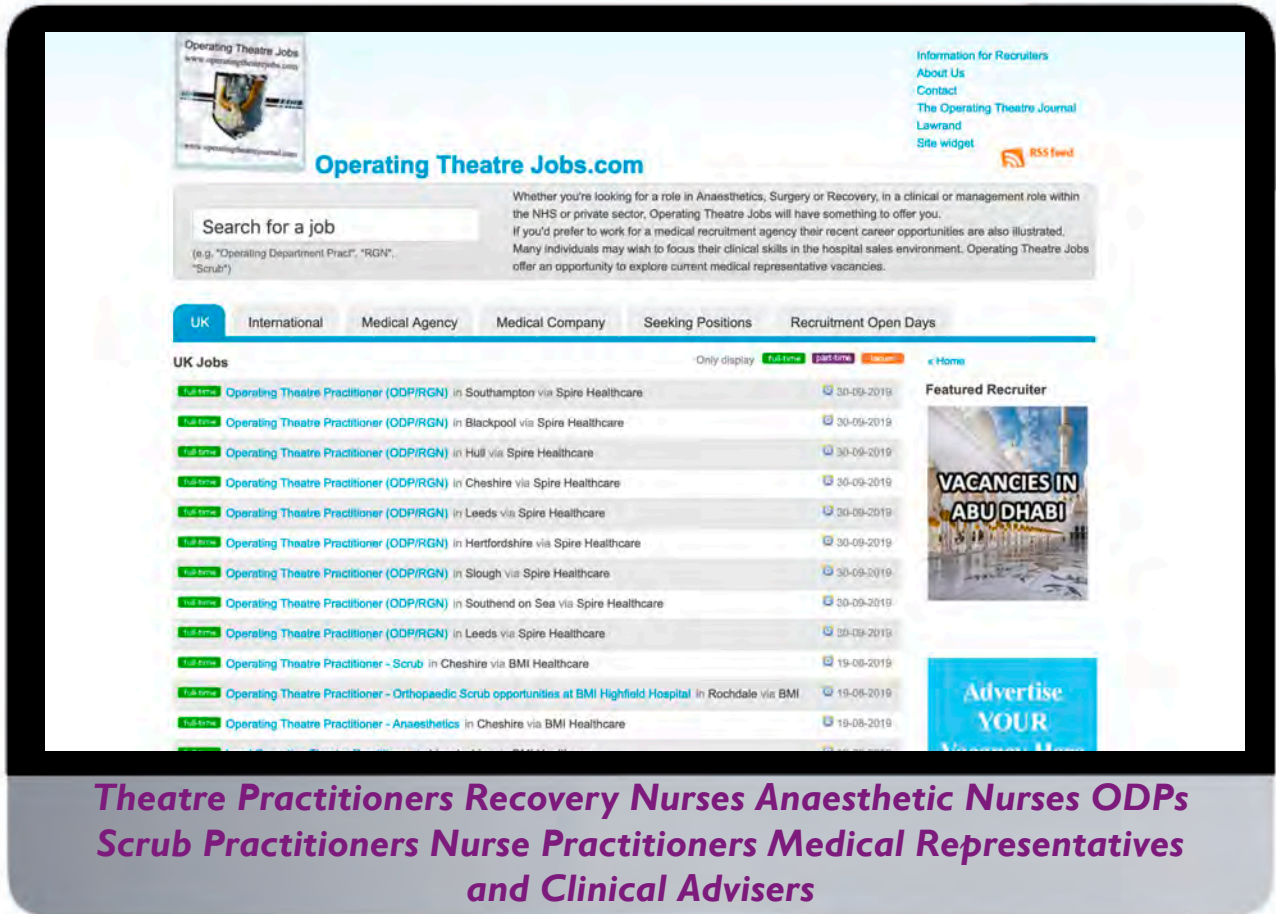 Operating Theatre Jobs
www.operatingtheatrejobs.com
www.operatingtheatrejournal.com
Operating Theatre Jobs.com
Information for Recruiters
About Us
Contact
The Operating Theatre Journal
Lawrand
Site widget
RSS feed
Search for a job
(e.g. "Operating Department Pract", "RGN",
"Scrub")
Whether you're looking for a role in Anaesthetics, Surgery or Recovery, in a clinical or management role within
the NHS or private sector, Operating Theatre Jobs will have something to offer you.
If you'd prefer to work for a medical recruitment agency their recent career opportunities are also illustrated.
Many individuals may wish to focus their clinical skills in the hospital sales environment. Operating Theatre Jobs
offer an opportunity to explore current medical representative vacancies.
UK International Medical Agency Medical Company Seeking Positions Recruitment Open Days
UK Jobs Only display full-time part-time locum
full-time Operating Theatre Practitioner (ODP/RGN) in Southampton via Spire Healthcare 30-09-2019
full-time Operating Theatre Practitioner (ODP/RGN) in Blackpool via Spire Healthcare 30-09-2019
full-time Operating Theatre Practitioner (ODP/RGN) in Hull via Spire Healthcare 30-09-2019
full-time Operating Theatre Practitioner (ODP/RGN) in Cheshire via Spire Healthcare 30-09-2019
full-time Operating Theatre Practitioner (ODP/RGN) in Leeds via Spire Healthcare 30-09-2019
full-time Operating Theatre Practitioner (ODP/RGN) in Hertfordshire via Spire Healthcare 30-09-2019
full-time Operating Theatre Practitioner (ODP/RGN) in Slough via Spire Healthcare 30-09-2019
full-time Operating Theatre Practitioner (ODP/RGN) in Southend on Sea via Spire Healthcare 30-09-2019
full-time Operating Theatre Practitioner (ODP/RGN) in Leeds via Spire Healthcare 30-09-2019
full-time Operating Theatre Practitioner - Scrub in Cheshire via BMI Healthcare 19-08-2019
full-time Operating Theatre Practitioner - Orthopaedic Scrub opportunities at BMI Highfield Hospital in Rochdale via BMI 19-08-2019
full-time Operating Theatre Practitioner - Anaesthetics in Cheshire via BMI Healthcare 19-08-2019
« Home
Featured Recruiter
VACANCIES IN
ABU DHABI
Advertise
YOUR
Vacancy Here
Theatre Practitioners Recovery Nurses Anaesthetic Nurses ODPs
Scrub Practitioners Nurse Practitioners Medical Representatives
and Clinical Advisers